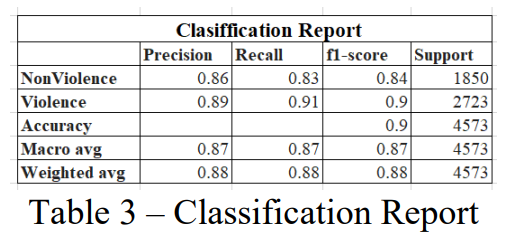 Clasiffication Report
Precision Recall f1-score Support
NonViolence 0.86 0.83 0.84 1850
Violence 0.89 0.91 0.9 2723
Accuracy 0.9 4573
Macro avg 0.87 0.87 0.87 4573
Weighted avg 0.88 0.88 0.88 4573
Table 3 – Classification Report